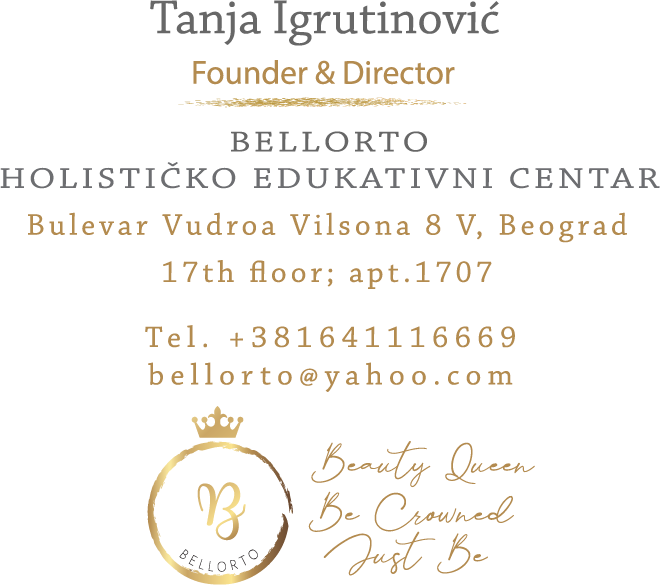 Tanja Igrutinović
Founder & Director
BELLORTO
HOLISTIČKO EDUKATIVNI CENTAR
Bulevar Vudroa Vilsona 8 V, Beograd
17th floor; apt.1707
Tel. +381641116669
bellorto@yahoo.com
B
BELLORTO
Beauty Queen
Be Crowned
Just Be